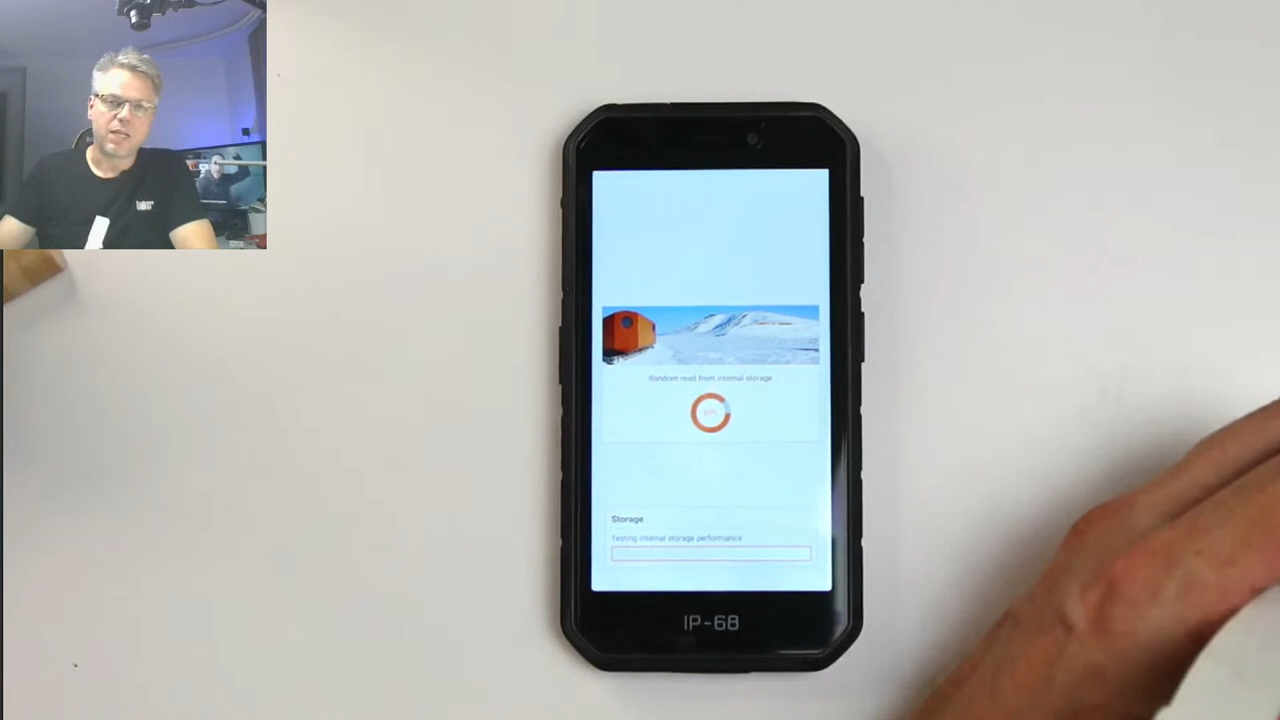 Random read from internal storage
Storage
Testing internal storage performance
IP-68